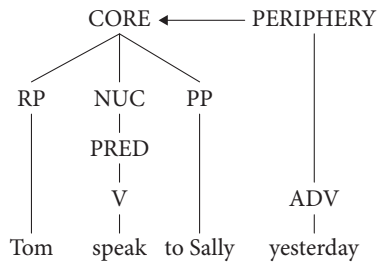 CORE PERIPHERY
RP NUC PP
PRED
V ADV
Tom speak to Sally yesterday